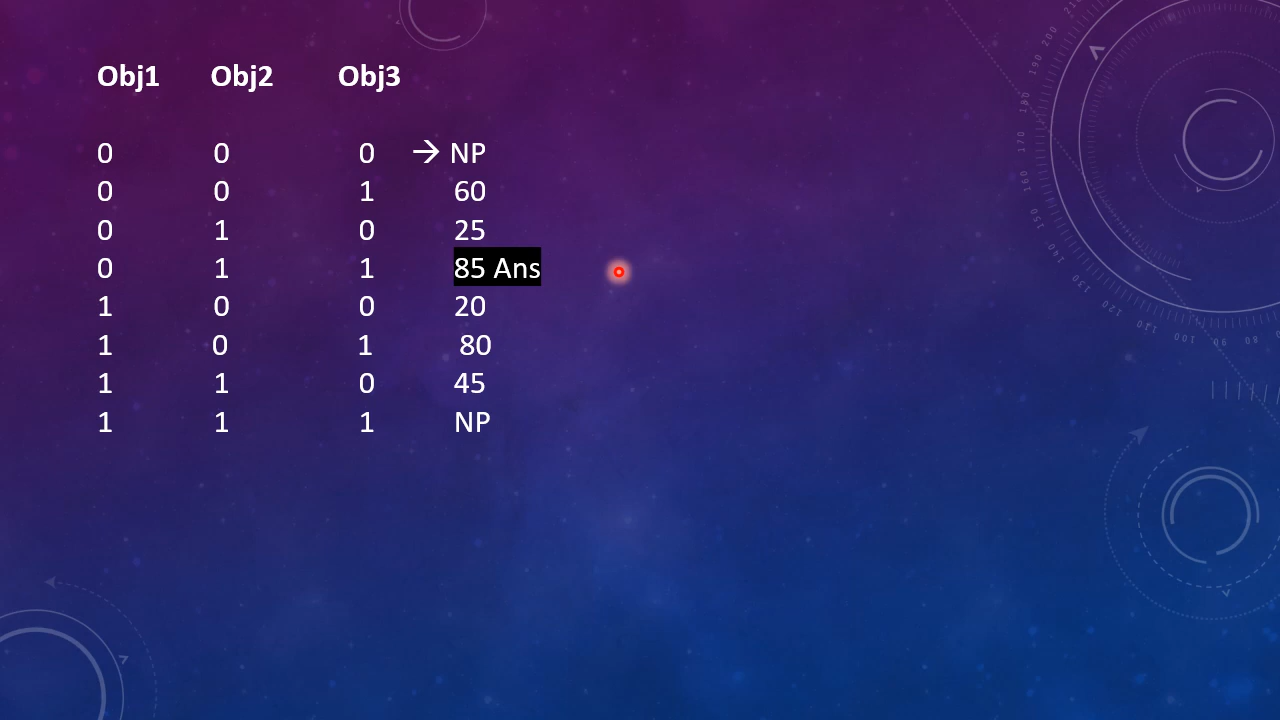 Obj1 Obj2 Obj3
0 0 0 → NP
0 0 1 60
0 1 0 25
0 1 1 85 Ans
1 0 0 20
1 0 1 80
1 1 0 45
1 1 1 NP